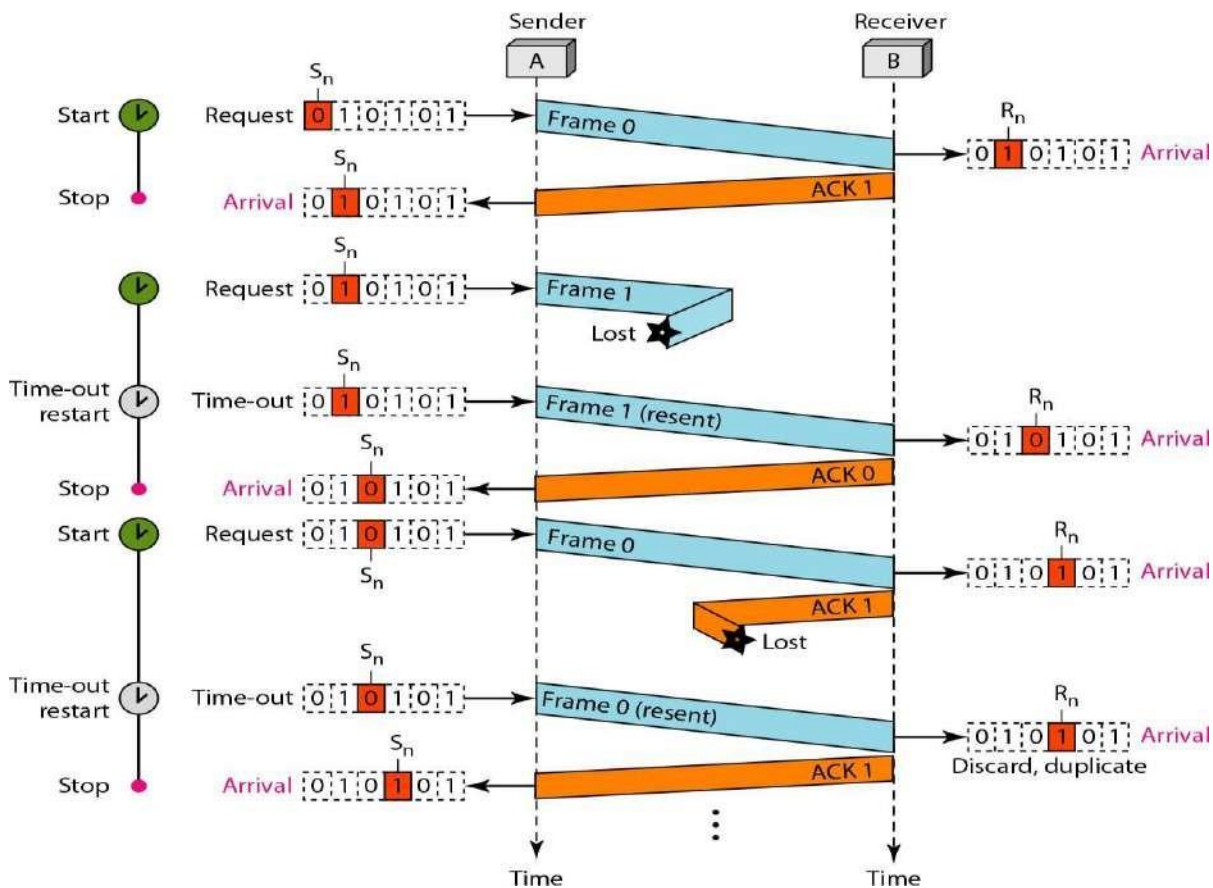 Sender Receiver
A B
Sn
Start Request 0 1 0 1 0 1 Frame 0
Rn
0 1 0 1 0 1 Arrival
Sn
Stop Arrival 0 1 0 1 0 1 ACK 1
Sn
Request 0 1 0 1 0 1 Frame 1
Lost
Sn
Time-out
restart
Time-out 0 1 0 1 0 1 Frame 1 (resent)
Rn
0 1 0 1 0 1 Arrival
Sn
Stop Arrival 0 1 0 1 0 1 ACK 0
Start Request 0 1 0 1 0 1 Frame 0
Sn
Rn
0 1 0 1 0 1 Arrival
ACK 1
Lost
Sn
Time-out
restart
Time-out 0 1 0 1 0 1 Frame 0 (resent)
Rn
0 1 0 1 0 1 Arrival
Discard, duplicate
Sn
Stop Arrival 0 1 0 1 0 1 ACK 1
Time Time